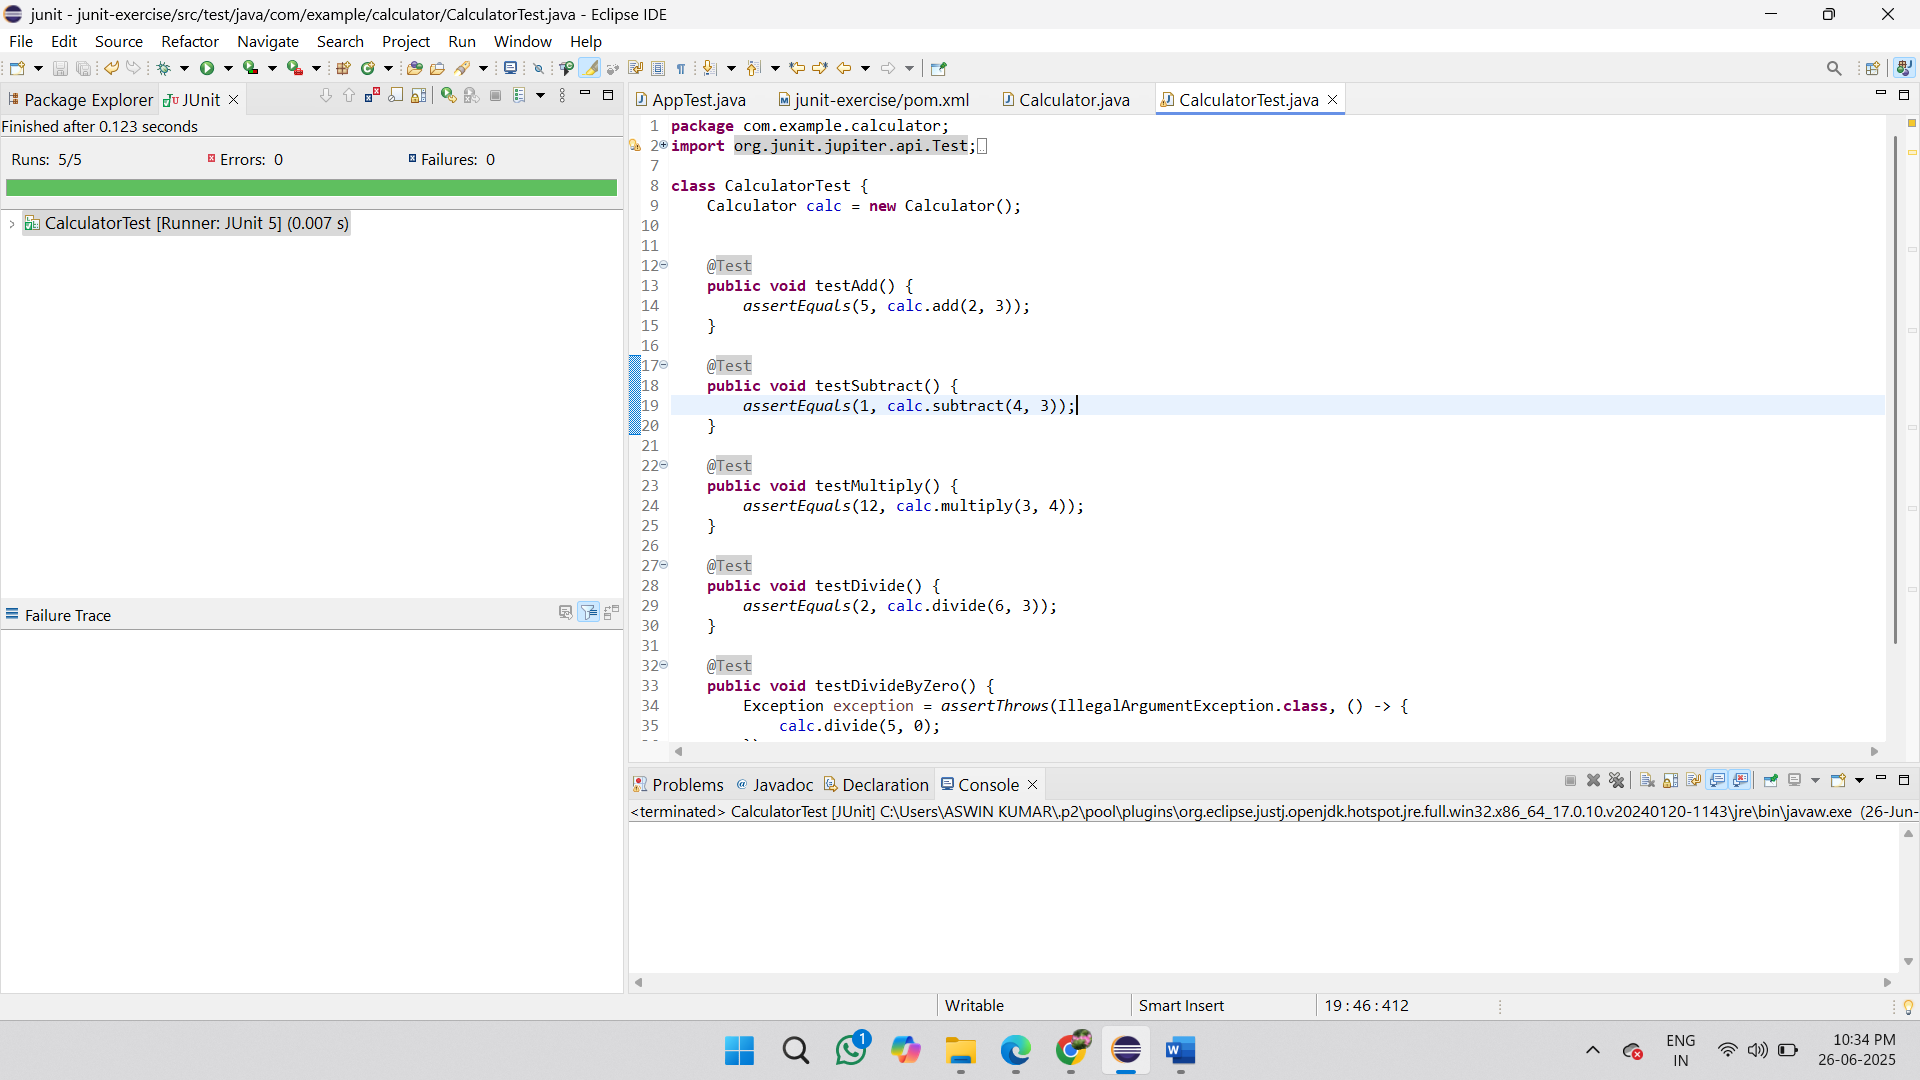 junit - junit-exercise/src/test/java/com/example/calculator/CalculatorTest.java - Eclipse IDE
File Edit Source Refactor Navigate Search Project Run Window Help
Package Explorer JUnit
Finished after 0.123 seconds
Runs: 5/5 Errors: 0 Failures: 0
CalculatorTest [Runner: JUnit 5] (0.007 s)
Failure Trace
AppTest.java junit-exercise/pom.xml Calculator.java CalculatorTest.java
1 package com.example.calculator;
2 import org.junit.jupiter.api.Test;
7
8 class CalculatorTest {
9 Calculator calc = new Calculator();
10
11
12 @Test
13 public void testAdd() {
14 assertEquals(5, calc.add(2, 3));
15 }
16
17 @Test
18 public void testSubtract() {
19 assertEquals(1, calc.subtract(4, 3));
20 }
21
22 @Test
23 public void testMultiply() {
24 assertEquals(12, calc.multiply(3, 4));
25 }
26
27 @Test
28 public void testDivide() {
29 assertEquals(2, calc.divide(6, 3));
30 }
31
32 @Test
33 public void testDivideByZero() {
34 Exception exception = assertThrows(IllegalArgumentException.class, () -> {
35 calc.divide(5, 0);
Problems Javadoc Declaration Console
<terminated> CalculatorTest [JUnit] C:\Users\ASWIN KUMAR\.p2\pool\plugins\org.eclipse.justj.openjdk.hotspot.jre.full.win32.x86_64_17.0.10.v20240120-1143\jre\bin\javaw.exe (26-Jun-
Writable Smart Insert 19 : 46 : 412
1
ENG
IN
10:34 PM
26-06-2025